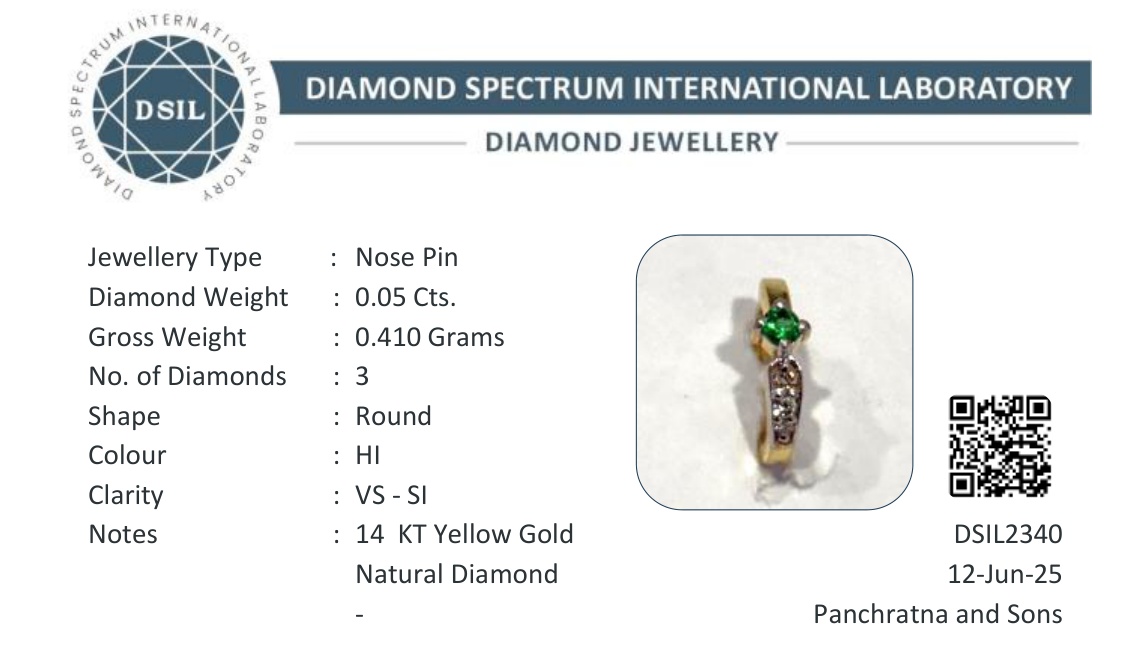 DIAMOND SPECTRUM INTERNATIONAL LABORATORY
DSIL
DIAMOND SPECTRUM INTERNATIONAL LABORATORY
DIAMOND JEWELLERY
Jewellery Type : Nose Pin
Diamond Weight : 0.05 Cts.
Gross Weight : 0.410 Grams
No. of Diamonds : 3
Shape : Round
Colour : HI
Clarity : VS - SI
Notes : 14 KT Yellow Gold
Natural Diamond
-
DSIL2340
12-Jun-25
Panchratna and Sons